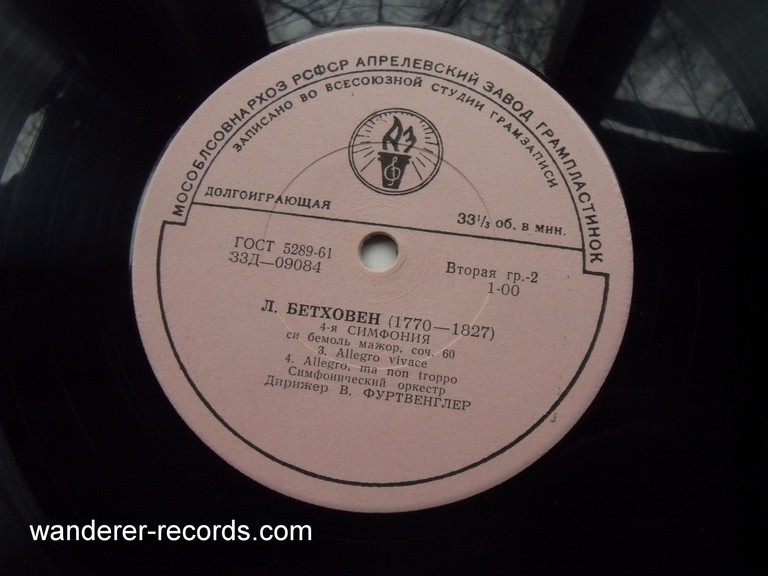 МОСОБЛСОВНАРХОЗ РСФСР АПРЕЛЕВСКИЙ ЗАВОД ГРАМПЛАСТИНОК
ЗАПИСАНО ВО ВСЕСОЮЗНОЙ СТУДИИ ГРАМЗАПИСИ
АЗ
ДОЛГОИГРАЮЩАЯ
33⅓ об. в мин.
ГОСТ 5289-61
33Д—09084
Вторая гр.-2
1-00
Л. БЕТХОВЕН (1770—1827)
4-я СИМФОНИЯ
си бемоль мажор, соч. 60
3. Allegro vivace
4. Allegro, ma non troppo
Симфонический оркестр
Дирижер В. ФУРТВЕНГЛЕР
wanderer-records.com